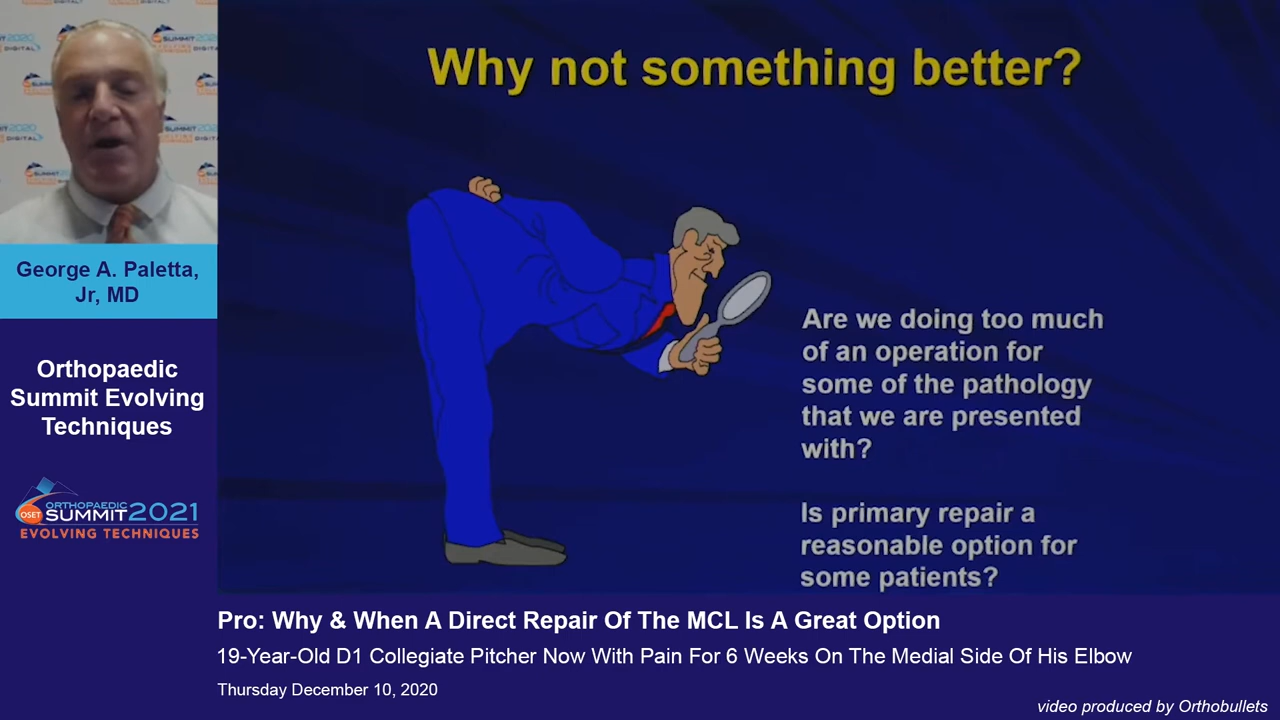 Why not something better?
Are we doing too much
of an operation for
some of the pathology
that we are presented
with?
Is primary repair a
reasonable option for
some patients?
George A. Paletta,
Jr, MD
Orthopaedic
Summit Evolving
Techniques
OSET
ORTHOPAEDIC
SUMMIT 2021
EVOLVING TECHNIQUES
Pro: Why & When A Direct Repair Of The MCL Is A Great Option
19-Year-Old D1 Collegiate Pitcher Now With Pain For 6 Weeks On The Medial Side Of His Elbow
Thursday December 10, 2020
video produced by Orthobullets